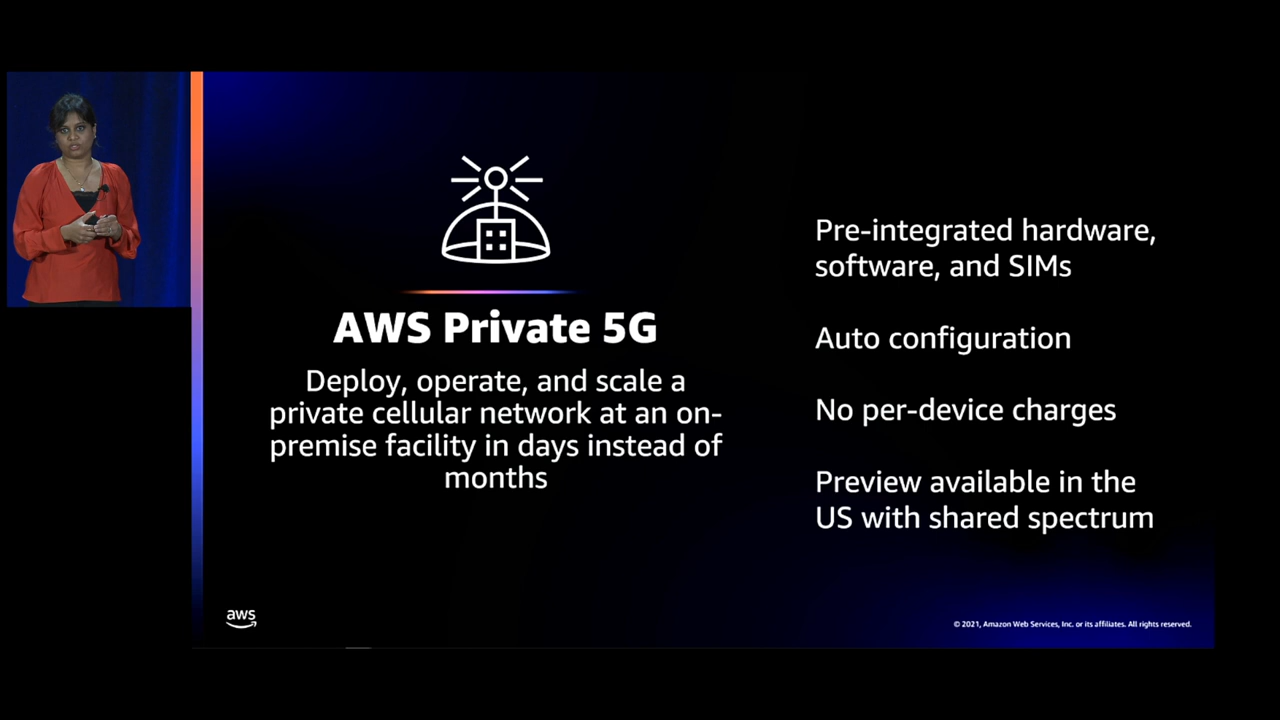 AWS Private 5G
Deploy, operate, and scale a
private cellular network at an on-
premise facility in days instead of
months
Pre-integrated hardware,
software, and SIMs
Auto configuration
No per-device charges
Preview available in the
US with shared spectrum
aws
© 2021, Amazon Web Services, Inc. or its affiliates. All rights reserved.